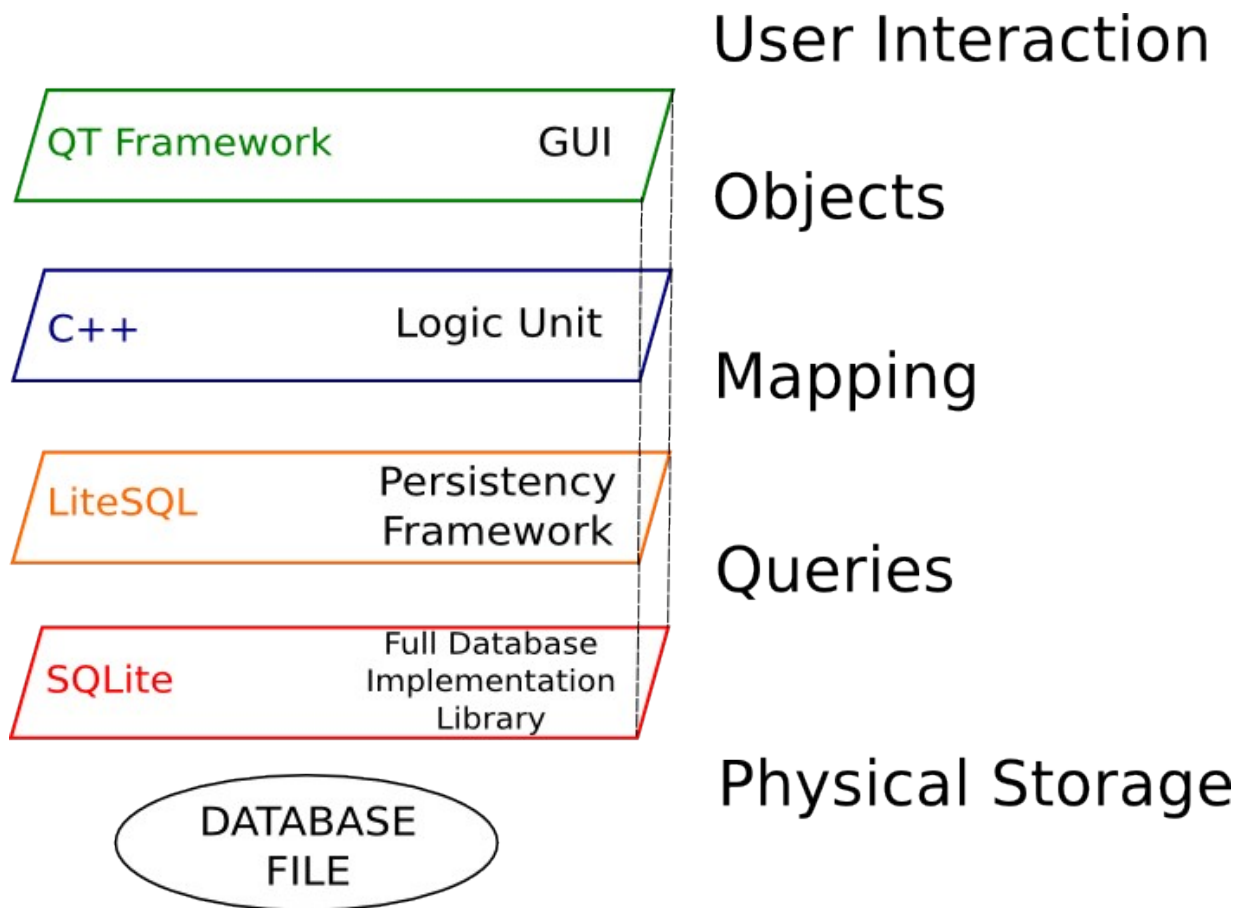 User Interaction
QT Framework GUI
Objects
C++ Logic Unit
Mapping
LiteSQL Persistency
Framework
Queries
SQLite Full Database
Implementation
Library
Physical Storage
DATABASE
FILE